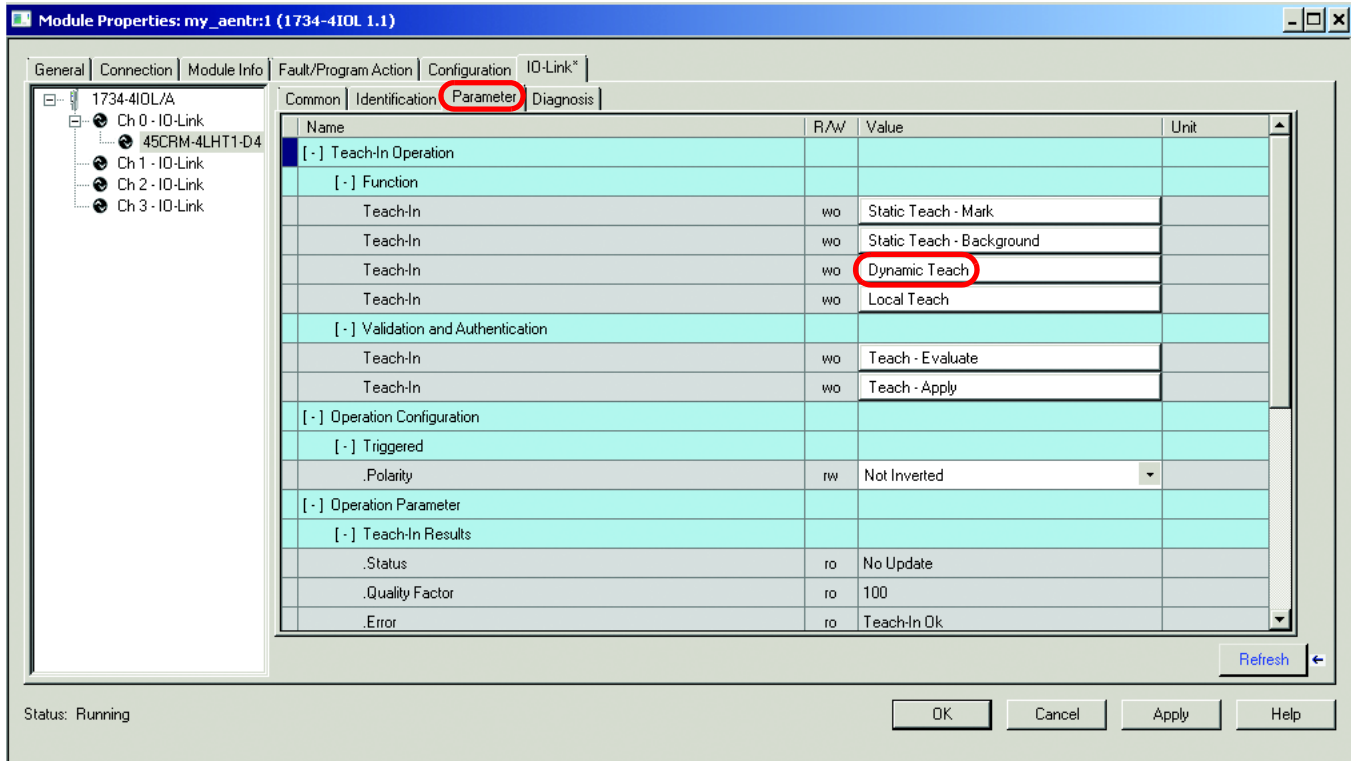 Module Properties: my_aentr:1 (1734-4IOL 1.1)
General Connection Module Info Fault/Program Action Configuration IO-Link*
1734-4IOL/A
Ch 0 - IO-Link
45CRM-4LHT1-D4
Ch 1 - IO-Link
Ch 2 - IO-Link
Ch 3 - IO-Link
Common Identification Parameter Diagnosis
Name R/W Value Unit
[-] Teach-In Operation
[-] Function
Teach-In wo Static Teach - Mark
Teach-In wo Static Teach - Background
Teach-In wo Dynamic Teach
Teach-In wo Local Teach
[-] Validation and Authentication
Teach-In wo Teach - Evaluate
Teach-In wo Teach - Apply
[-] Operation Configuration
[-] Triggered
.Polarity rw Not Inverted
[-] Operation Parameter
[-] Teach-In Results
.Status ro No Update
.Quality Factor ro 100
.Error ro Teach-In Ok
Refresh
Status: Running
OK Cancel Apply Help